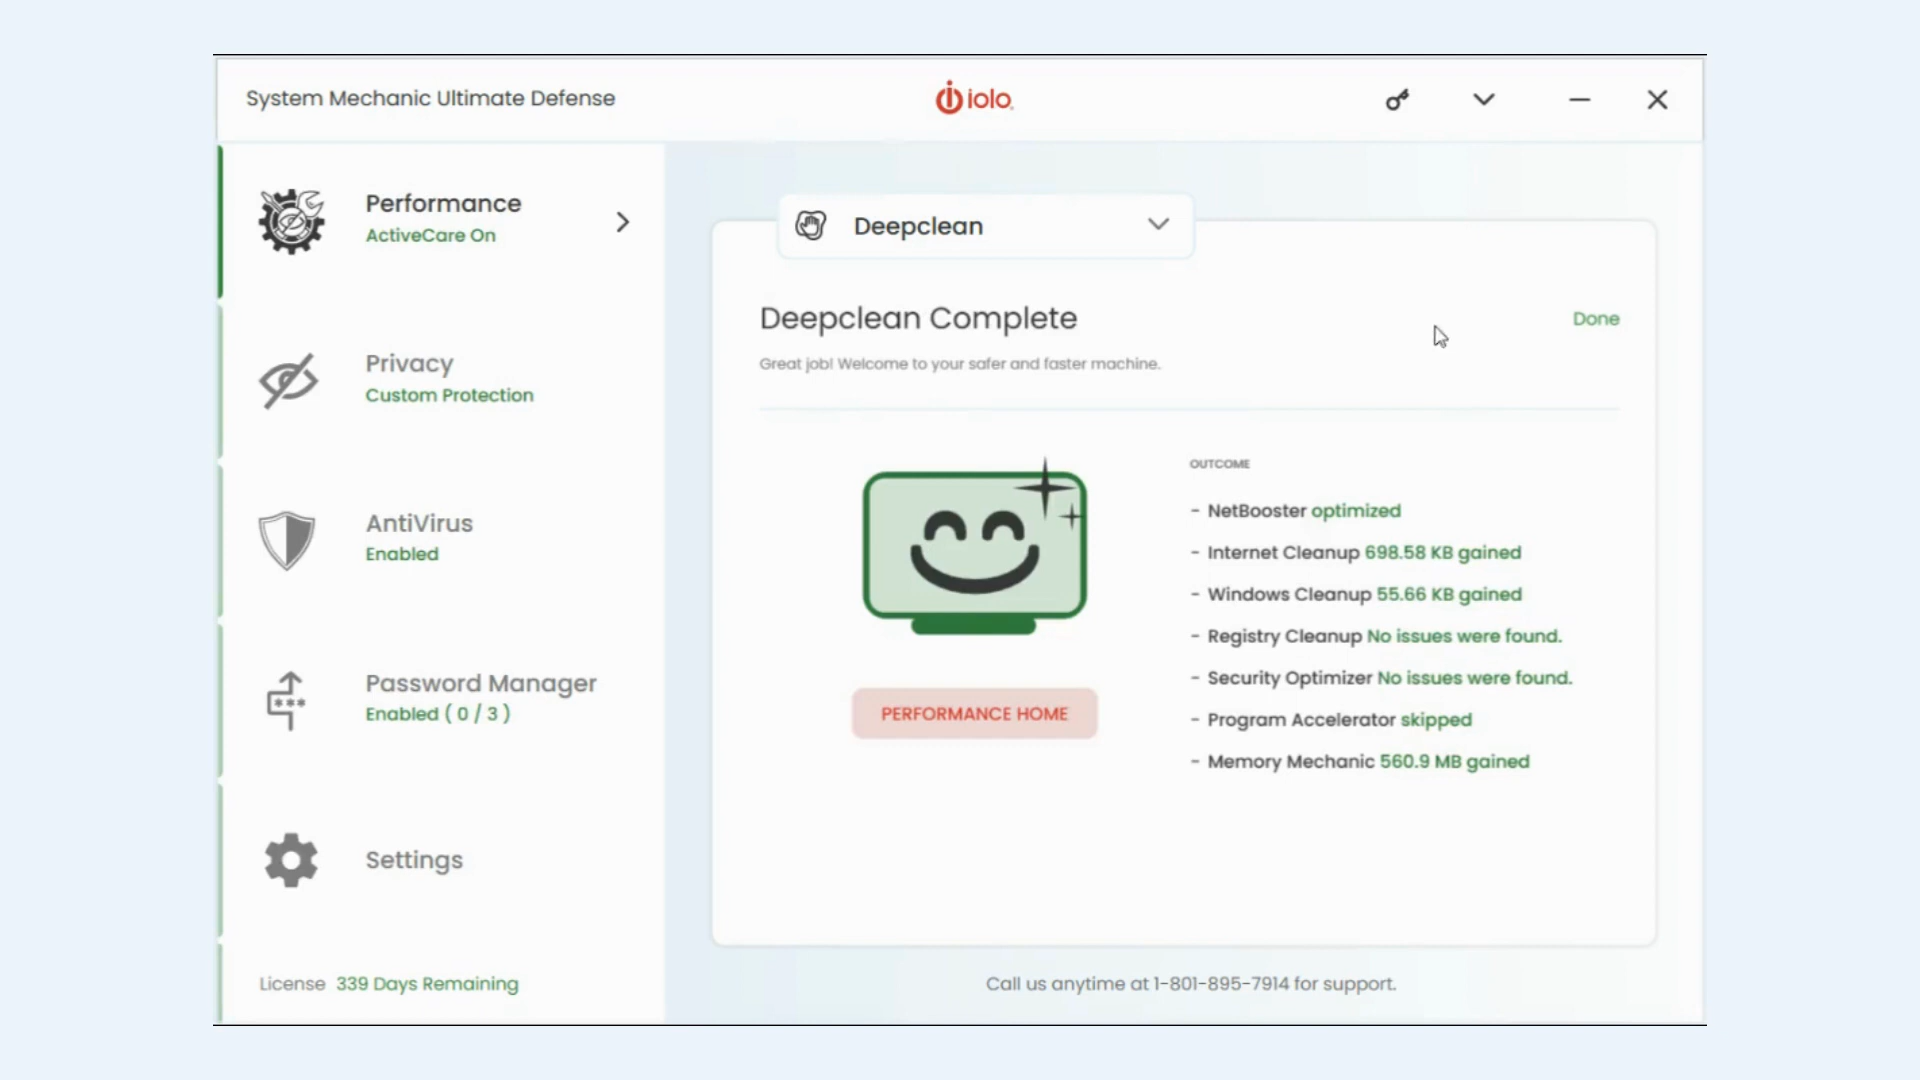 System Mechanic Ultimate Defense
iolo
Performance
ActiveCare On
Privacy
Custom Protection
AntiVirus
Enabled
***
Password Manager
Enabled ( 0 / 3 )
Settings
License 339 Days Remaining
Deepclean
Deepclean Complete
Done
Great job! Welcome to your safer and faster machine.
PERFORMANCE HOME
OUTCOME
- NetBooster optimized
- Internet Cleanup 698.58 KB gained
- Windows Cleanup 55.66 KB gained
- Registry Cleanup No issues were found.
- Security Optimizer No issues were found.
- Program Accelerator skipped
- Memory Mechanic 560.9 MB gained
Call us anytime at 1-801-895-7914 for support.